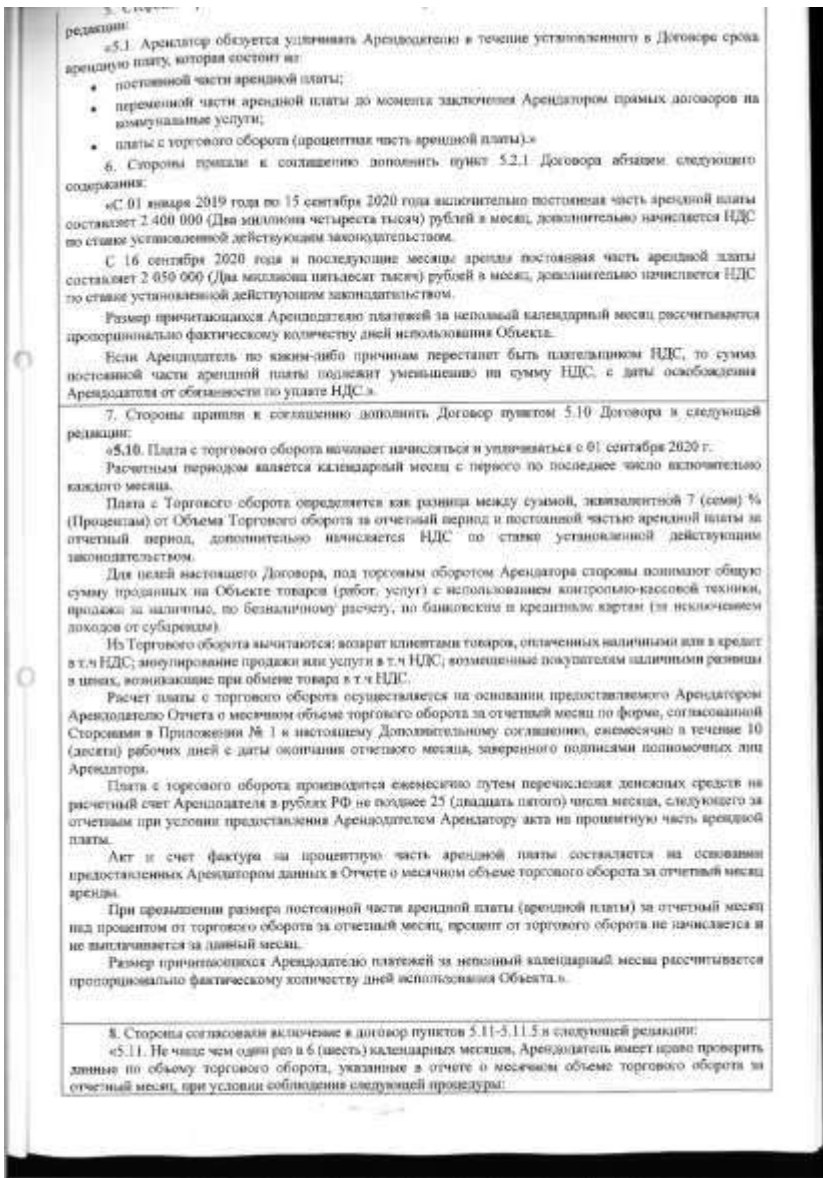 редакции:
«5.1. Арендатор обязуется уплачивать Арендодателю в течение установленного в Договоре срока
арендную плату, которая состоит из:
• постоянной части арендной платы;
• переменной части арендной платы до момента заключения Арендатором прямых договоров на
коммунальные услуги;
• платы с торгового оборота (процентная часть арендной платы).»
6. Стороны пришли к соглашению дополнить пункт 5.2.1 Договора абзацем следующего
содержания:
«С 01 января 2019 года по 15 сентября 2020 года включительно постоянная часть арендной платы
составляет 2 400 000 (Два миллиона четыреста тысяч) рублей в месяц, дополнительно начисляется НДС
по ставке установленной действующим законодательством.
С 16 сентября 2020 года и последующие месяцы аренды постоянная часть арендной платы
составляет 2 050 000 (Два миллиона пятьдесят тысяч) рублей в месяц, дополнительно начисляется НДС
по ставке установленной действующим законодательством.
Размер причитающихся Арендодателю платежей за неполный календарный месяц рассчитывается
пропорционально фактическому количеству дней использования Объекта.
Если Арендодатель по каким-либо причинам перестанет быть плательщиком НДС, то сумма
постоянной части арендной платы подлежит уменьшению на сумму НДС, с даты освобождения
Арендодателя от обязанности по уплате НДС.».
7. Стороны пришли к соглашению дополнить Договор пунктом 5.10 Договора в следующей
редакции:
«5.10. Плата с торгового оборота начинает начисляться и уплачиваться с 01 сентября 2020 г.
Расчетным периодом является календарный месяц с первого по последнее число включительно
каждого месяца.
Плата с Торгового оборота определяется как разница между суммой, эквивалентной 7 (семи) %
(Процентам) от Объема Торгового оборота за отчетный период и постоянной частью арендной платы за
отчетный период, дополнительно начисляется НДС по ставке установленной действующим
законодательством.
Для целей настоящего Договора, под торговым оборотом Арендатора стороны понимают общую
сумму проданных на Объекте товаров (работ, услуг) с использованием контрольно-кассовой техники,
продажи за наличные, по безналичному расчету, по банковским и кредитным картам (за исключением
доходов от субаренды).
Из Торгового оборота вычитаются: возврат клиентами товаров, оплаченных наличными или в кредит
в т.ч НДС; аннулирование продажи или услуги в т.ч НДС; возмещенные покупателям наличными разницы
в ценах, возникающие при обмене товара в т.ч НДС.
Расчет платы с торгового оборота осуществляется на основании предоставляемого Арендатором
Арендодателю Отчета о месячном объеме торгового оборота за отчетный месяц по форме, согласованной
Сторонами в Приложении № 1 к настоящему Дополнительному соглашению, ежемесячно в течение 10
(десяти) рабочих дней с даты окончания отчетного месяца, заверенного подписями полномочных лиц
Арендатора.
Плата с торгового оборота производится ежемесячно путем перечисления денежных средств на
расчетный счет Арендодателя в рублях РФ не позднее 25 (двадцать пятого) числа месяца, следующего за
отчетным при условии предоставления Арендодателем Арендатору акта на процентную часть арендной
платы.
Акт и счет фактура на процентную часть арендной платы составляется на основании
предоставленных Арендатором данных в Отчете о месячном объеме торгового оборота за отчетный месяц
аренды.
При превышении размера постоянной части арендной платы (арендной платы) за отчетный месяц
над процентом от торгового оборота за отчетный месяц, процент от торгового оборота не начисляется и
не выплачивается за данный месяц.
Размер причитающихся Арендодателю платежей за неполный календарный месяц рассчитывается
пропорционально фактическому количеству дней использования Объекта.».
8. Стороны согласовали включение в договор пунктов 5.11-5.11.5 в следующей редакции:
«5.11. Не чаще чем один раз в 6 (шесть) календарных месяцев, Арендодатель имеет право проверить
данные по объему торгового оборота, указанные в отчете о месячном объеме торгового оборота за
отчетный месяц, при условии соблюдения следующей процедуры: